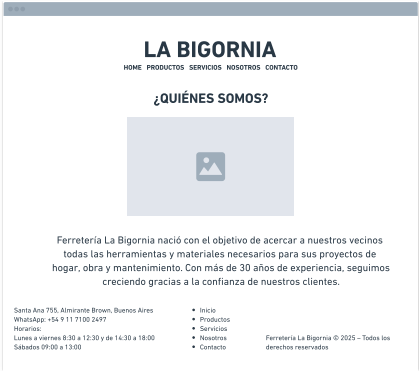 LA BIGORNIA
HOME PRODUCTOS SERVICIOS NOSOTROS CONTACTO
¿QUIÉNES SOMOS?
Ferretería La Bigornia nació con el objetivo de acercar a nuestros vecinos
todas las herramientas y materiales necesarios para sus proyectos de
hogar, obra y mantenimiento. Con más de 30 años de experiencia, seguimos
creciendo gracias a la confianza de nuestros clientes.
Santa Ana 755, Almirante Brown, Buenos Aires
WhatsApp: +54 9 11 7100 2497
Horarios:
Lunes a viernes 8:30 a 12:30 y de 14:30 a 18:00
Sábados 09:00 a 13:00
• Inicio
• Productos
• Servicios
• Nosotros
• Contacto
Ferretería La Bigornia © 2025 – Todos los
derechos reservados